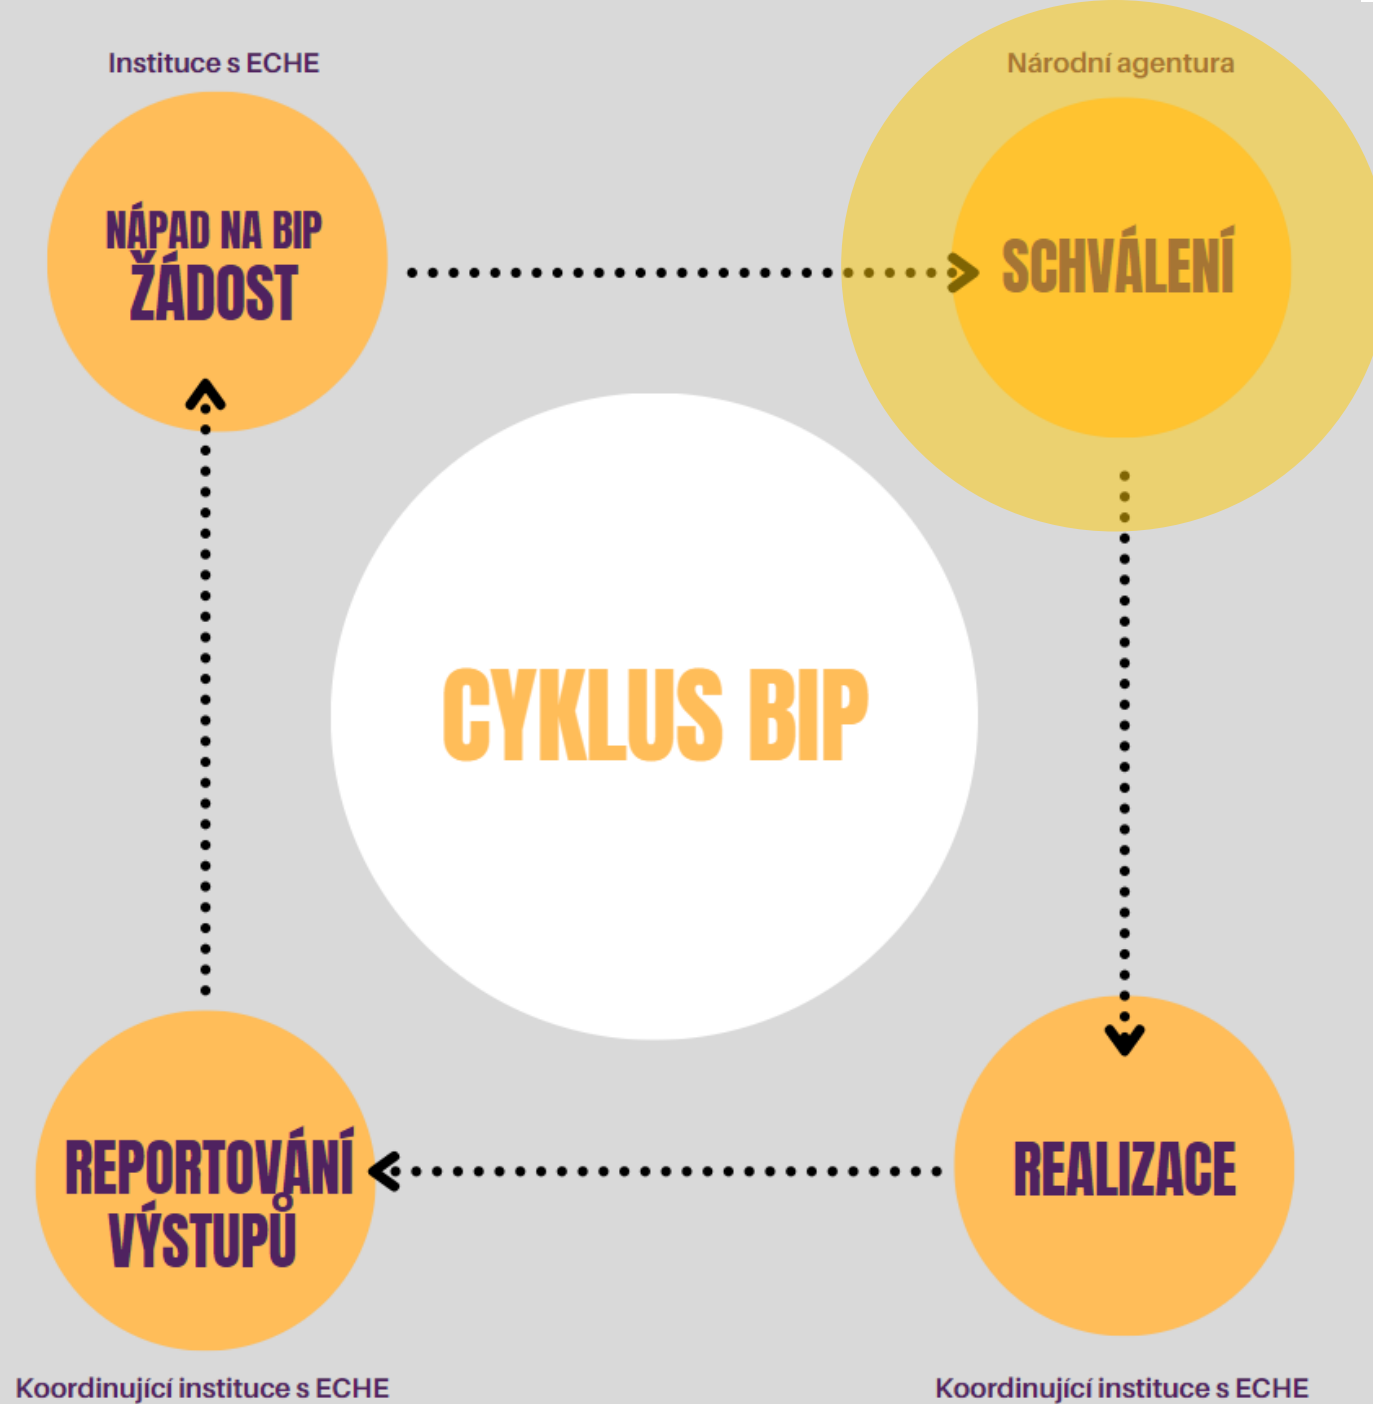 Instituce s ECHE
Národní agentura
NÁPAD NA BIP
ŽÁDOST
SCHVÁLENÍ
CYKLUS BIP
REPORTOVÁNÍ
VÝSTUPŮ
REALIZACE
Koordinující instituce s ECHE
Koordinující instituce s ECHE